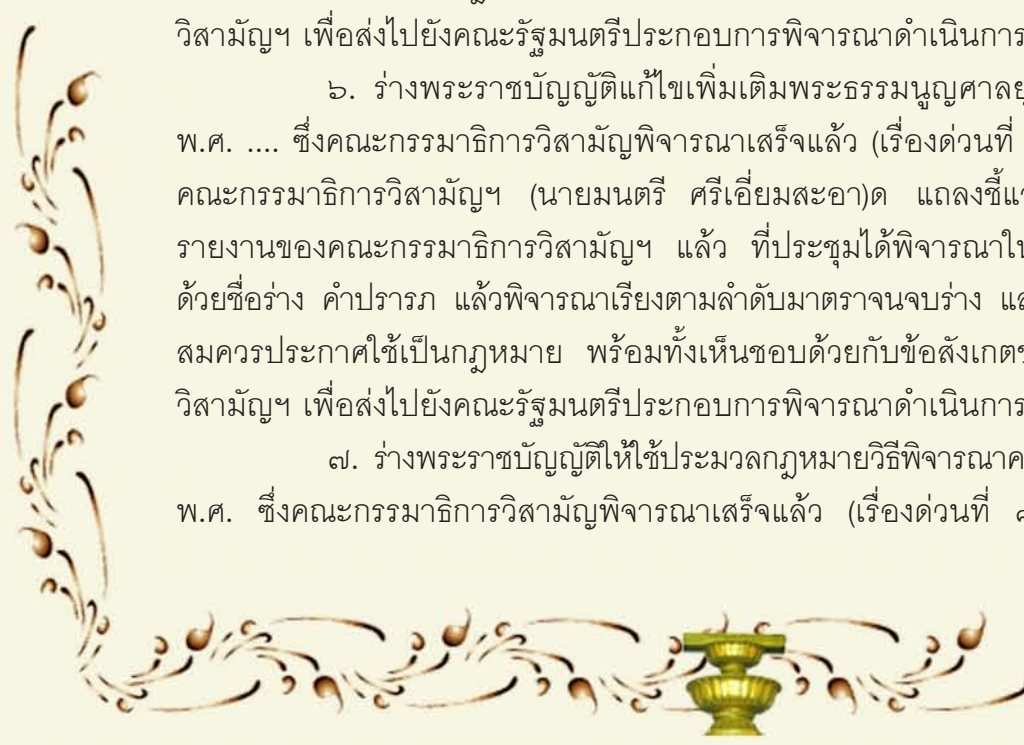 วิสามัญฯ เพื่อส่งไปยังคณะรัฐมนตรีประกอบการพิจารณาดำเนินการ
๖. ร่างพระราชบัญญัติแก้ไขเพิ่มเติมพระธรรมนูญศาล
พ.ศ. .... ซึ่งคณะกรรมาธิการวิสามัญพิจารณาเสร็จแล้ว (เรื่องด่วนที่
คณะกรรมาธิการวิสามัญฯ (นายมนตรี ศรีเอี่ยมสะอา)ด แถลงชี้แ
รายงานของคณะกรรมาธิการวิสามัญฯ แล้ว ที่ประชุมได้พิจารณาใ
ด้วยชื่อร่าง คำปรารภ แล้วพิจารณาเรียงตามลำดับมาตราจนจบร่าง
สมควรประกาศใช้เป็นกฎหมาย พร้อมทั้งเห็นชอบด้วยกับข้อสังเกต
วิสามัญฯ เพื่อส่งไปยังคณะรัฐมนตรีประกอบการพิจารณาดำเนินการ
๗. ร่างพระราชบัญญัติให้ใช้ประมวลกฎหมายวิธีพิจารณาค
พ.ศ. ซึ่งคณะกรรมาธิการวิสามัญพิจารณาเสร็จแล้ว (เรื่องด่วนที่